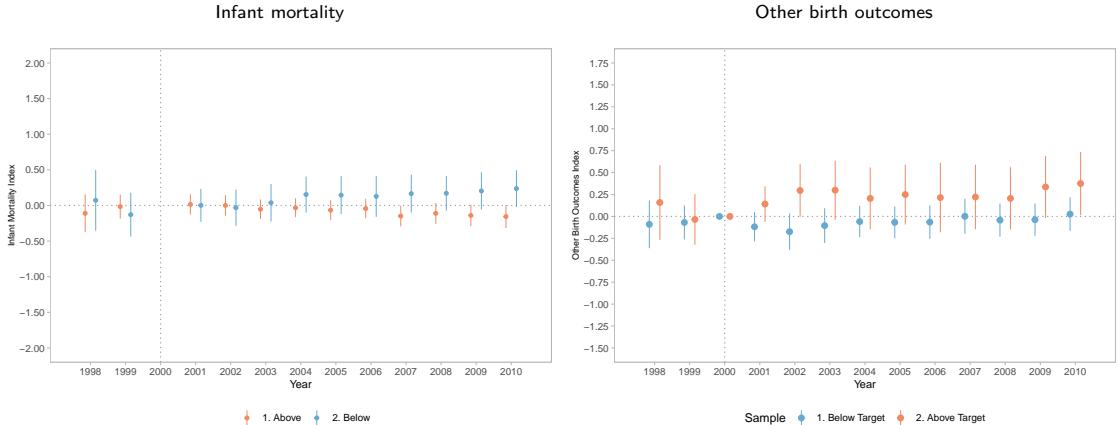 Infant mortality
2.00
1.50
1.00
0.50
0.00
−0.50
−1.00
−1.50
−2.00
Infant Mortality Index
1998 1999 2000 2001 2002 2003 2004 2005 2006 2007 2008 2009 2010
Year
1. Above 2. Below
Other birth outcomes
1.75
1.50
1.25
1.00
0.75
0.50
0.25
0.00
−0.25
−0.50
−0.75
−1.00
−1.25
−1.50
Other Birth Outcomes Index
1998 1999 2000 2001 2002 2003 2004 2005 2006 2007 2008 2009 2010
Year
Sample 1. Below Target 2. Above Target